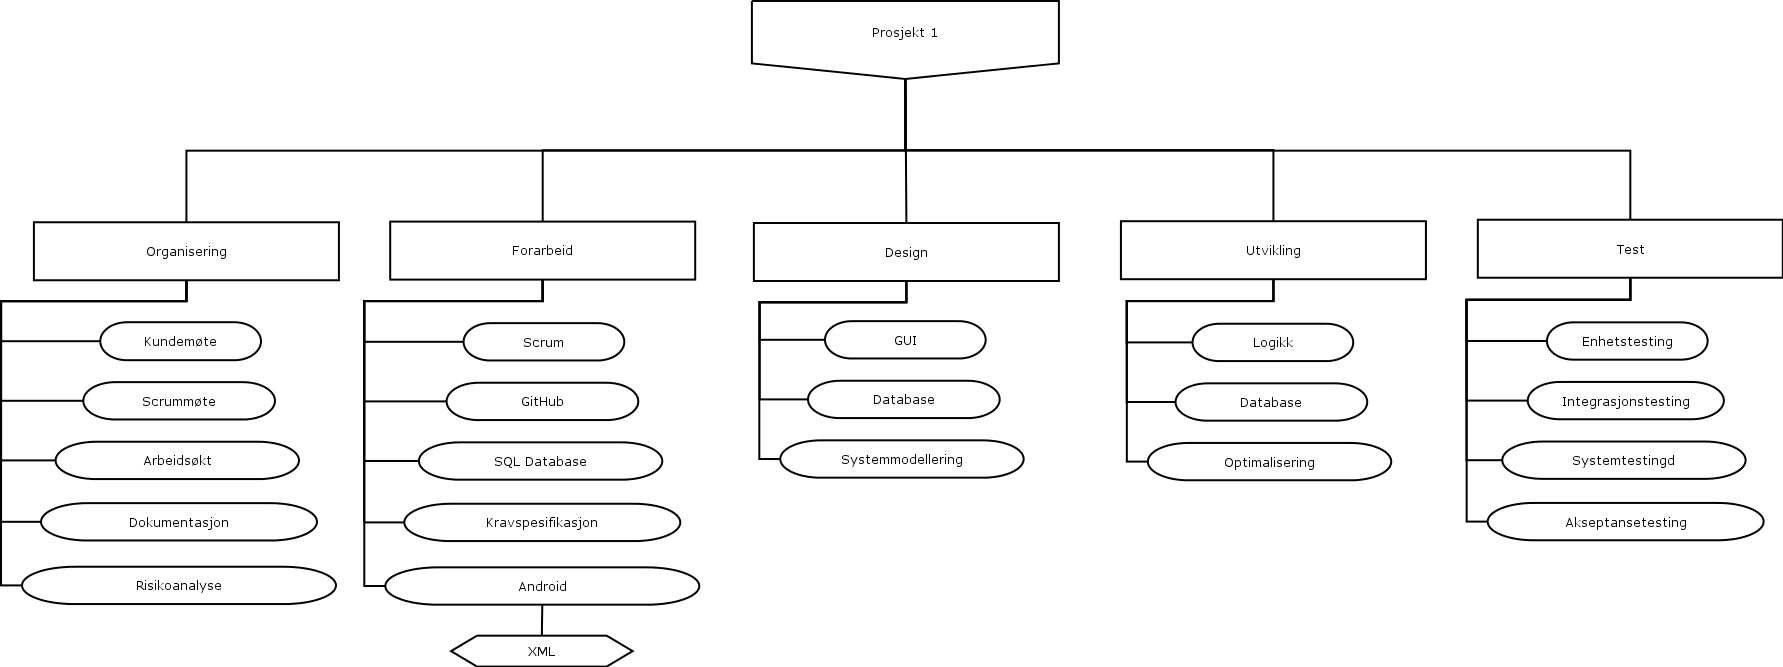 Prosjekt 1
Organisering
Forarbeid
Design
Utvikling
Test
Kundemøte
Scrummøte
Arbeidsøkt
Dokumentasjon
Risikoanalyse
Scrum
GitHub
SQL Database
Kravspesifikasjon
Android
XML
GUI
Database
Systemmodellering
Logikk
Database
Optimalisering
Enhetstesting
Integrasjonstesting
Systemtestingd
Akseptansetesting